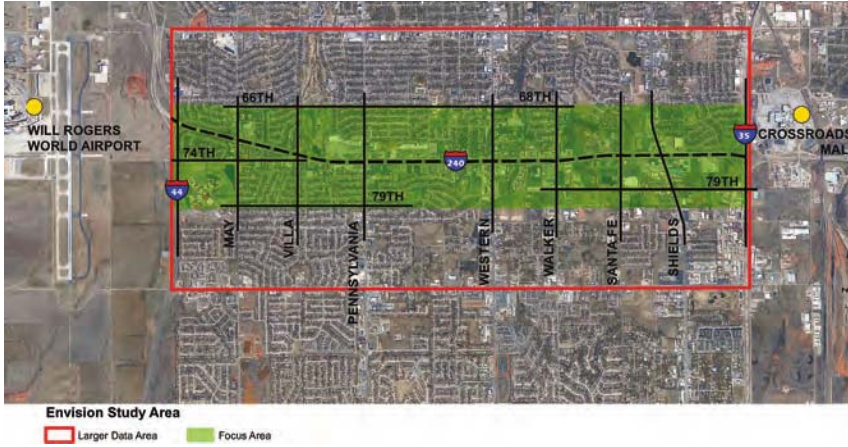 66TH
68TH
WILL ROGERS
WORLD AIRPORT
35
CROSSROADS
MALL
74TH
240
44
79TH
79TH
MAY
VILLA
PENNSYLVANIA
WESTERN
WALKER
SANTA FE
SHIELDS
Envision Study Area
Larger Data Area
Focus Area